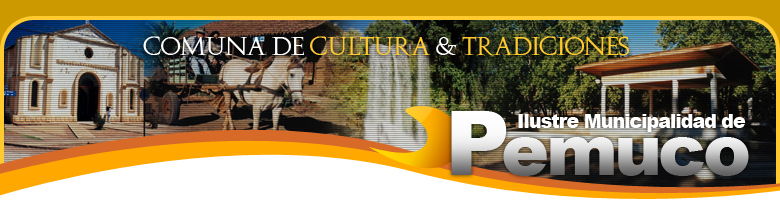 COMUNA DE CULTURA & TRADICIONES
Ilustre Municipalidad de
Pemuco